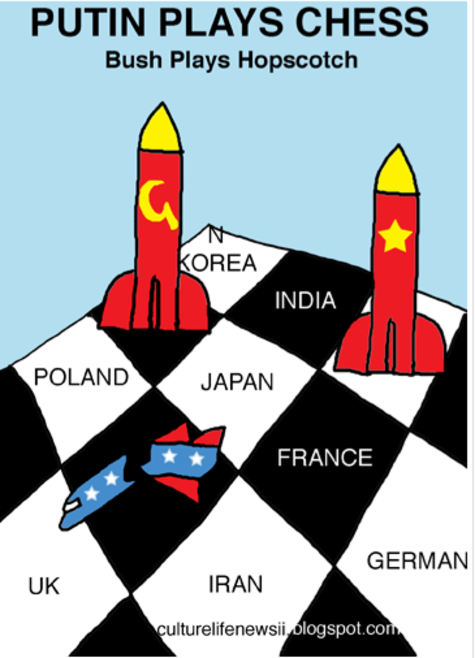 PUTIN PLAYS CHESS
Bush Plays Hopscotch
N
KOREA
INDIA
POLAND
JAPAN
FRANCE
GERMAN
UK
IRAN
culturelifenewsii.blogspot.com